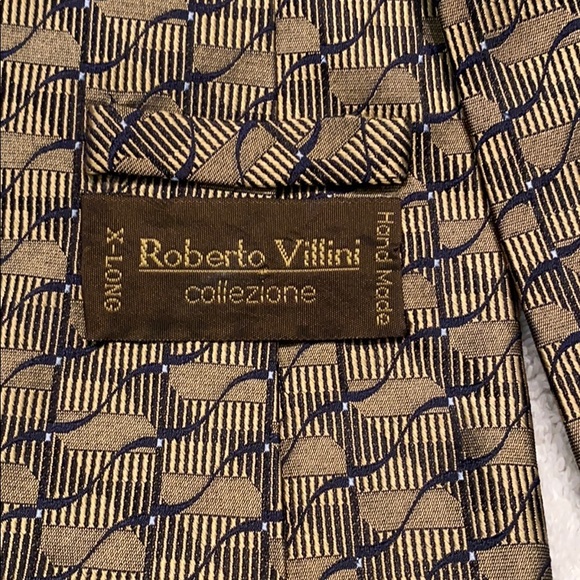 X-LONG
Roberto Villini
collezione
Hand Made